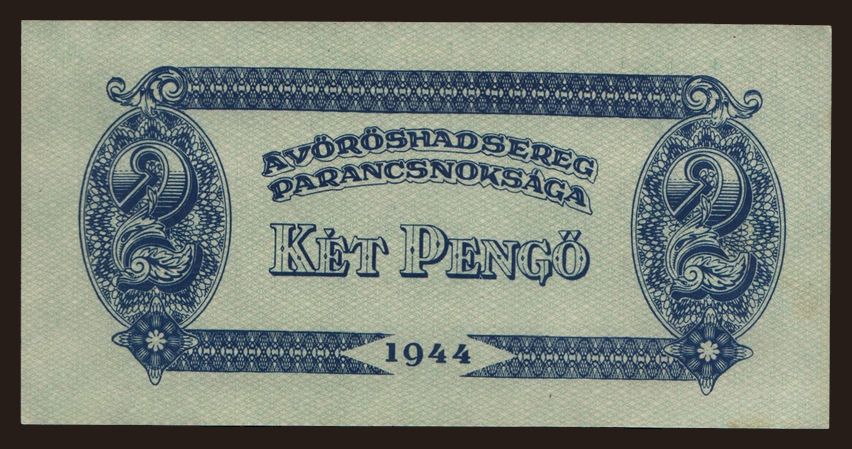 A VÖRÖSHADSEREG
PARANCSNOKSÁGA
2
KÉT PENGŐ
2
1944